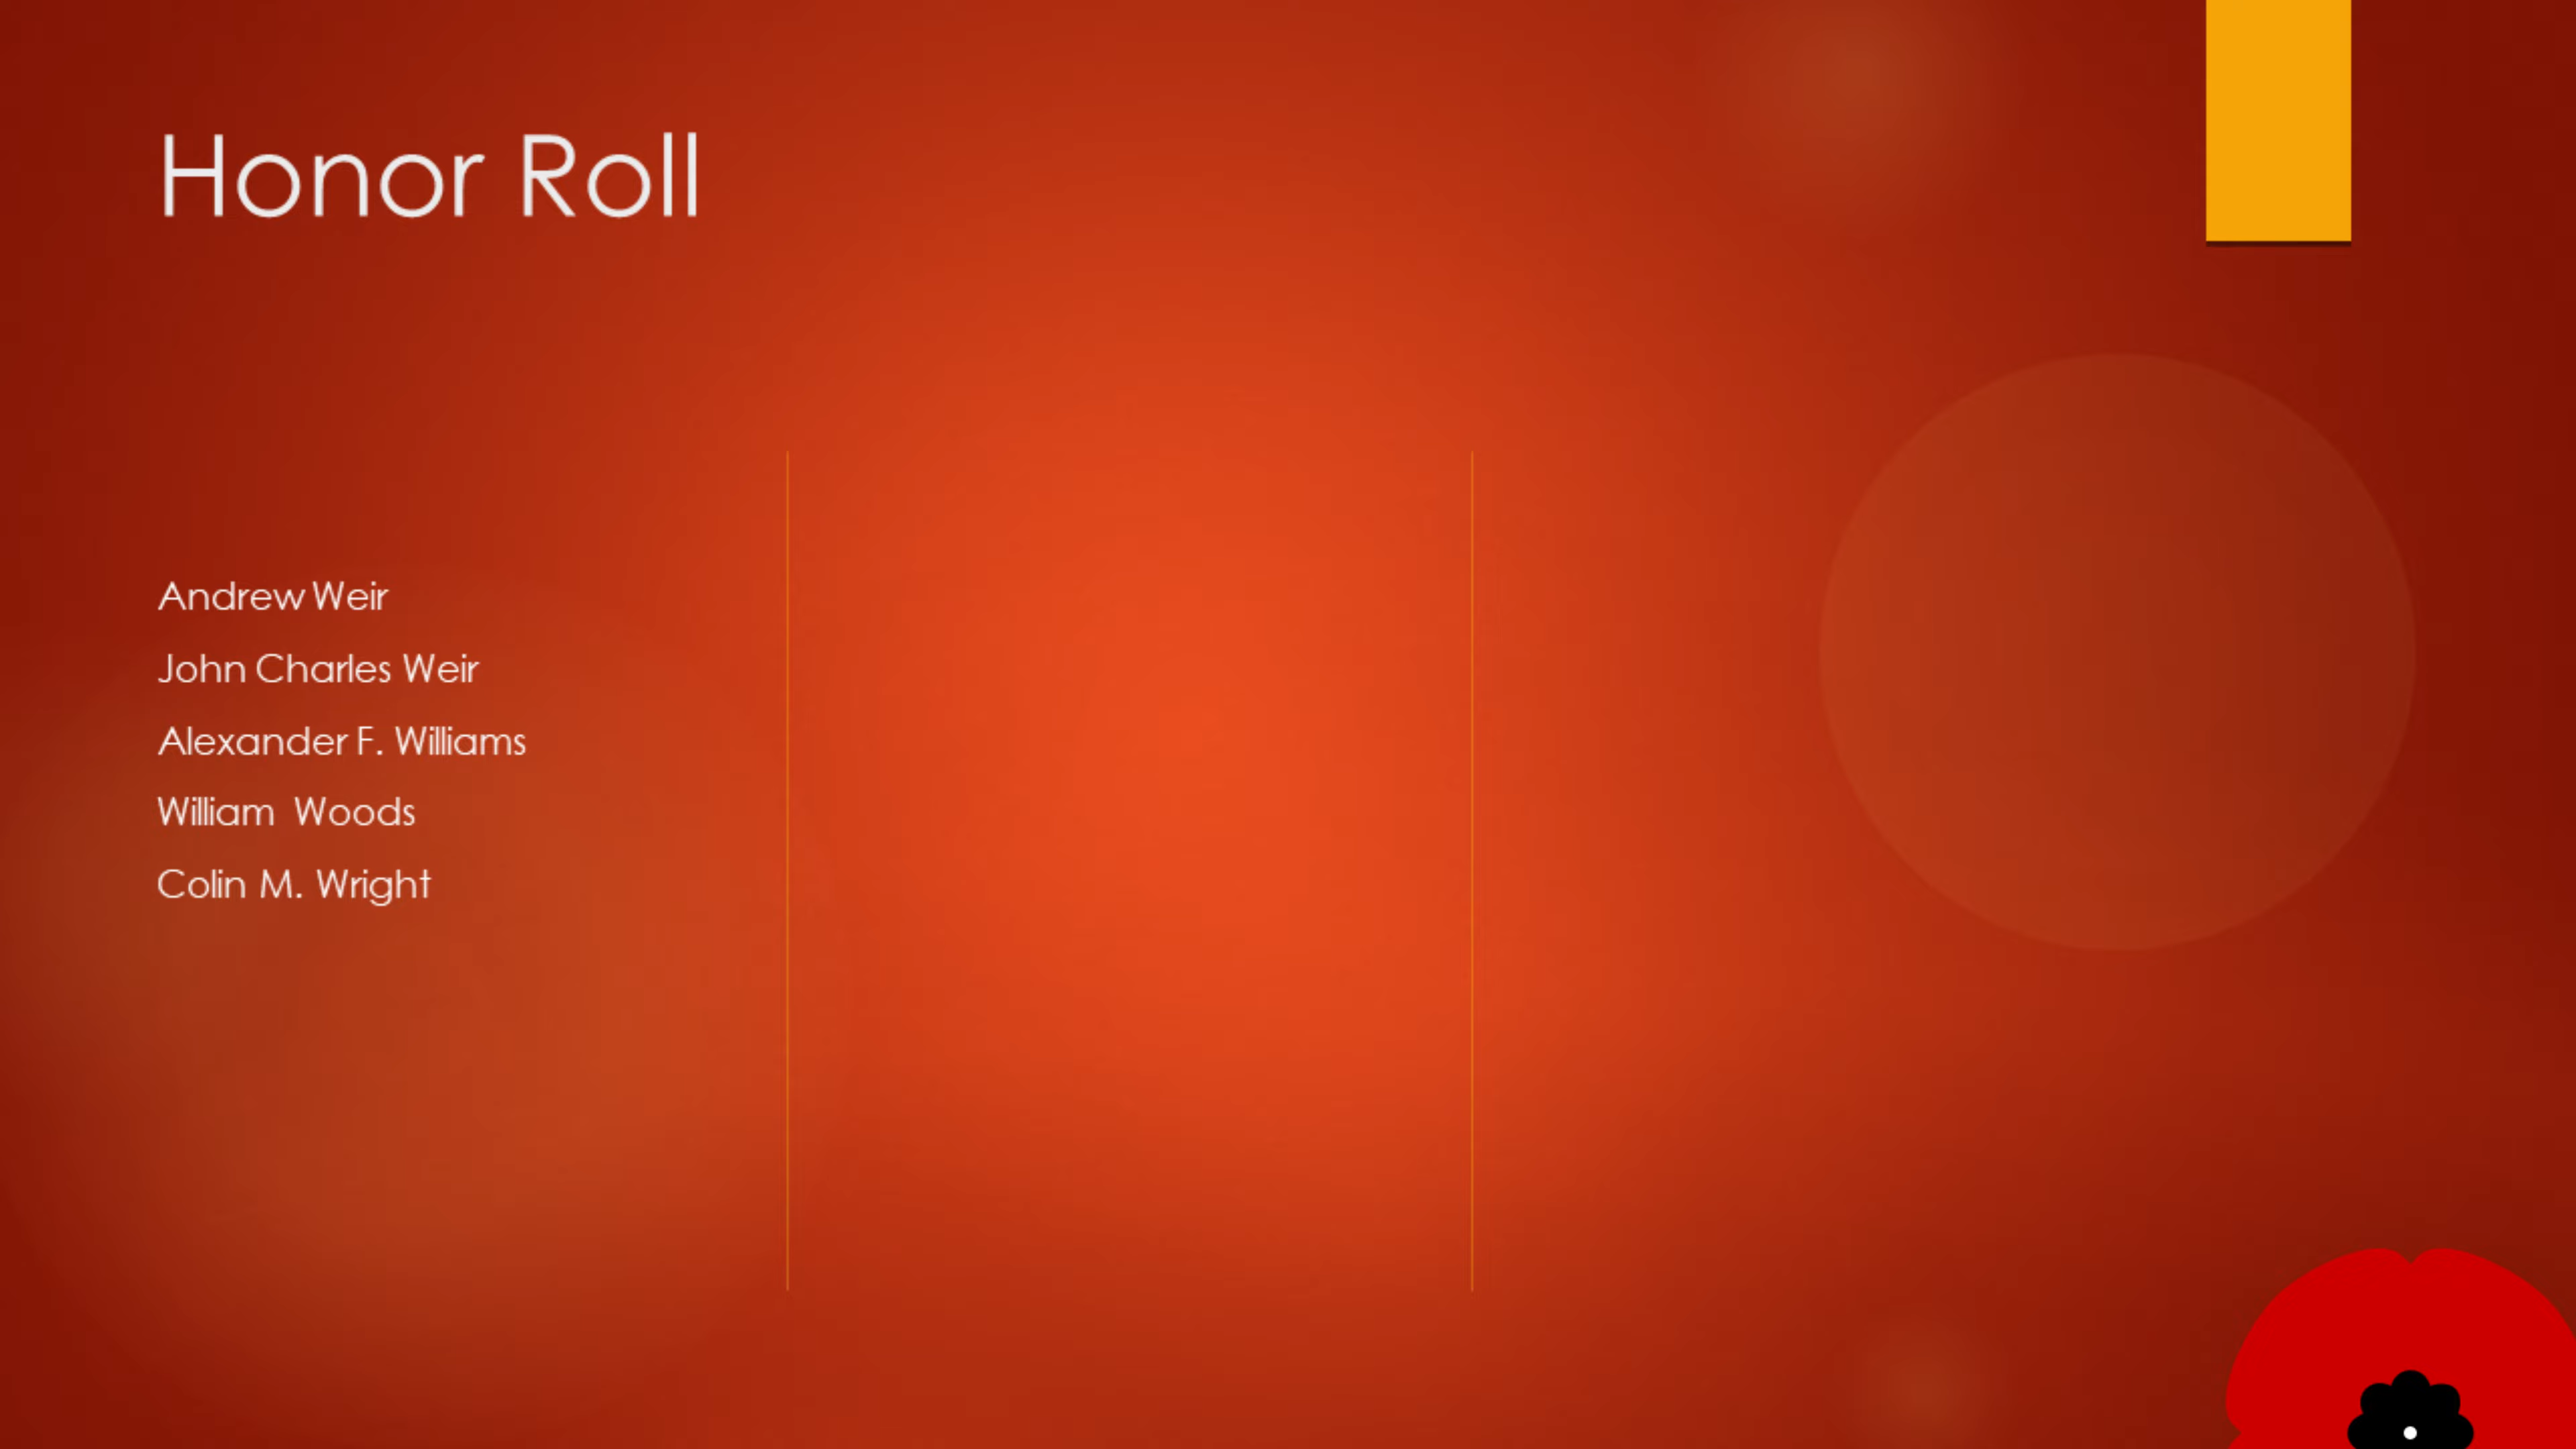 Honor Roll
Andrew Weir
John Charles Weir
Alexander F. Williams
William  Woods
Colin M. Wright